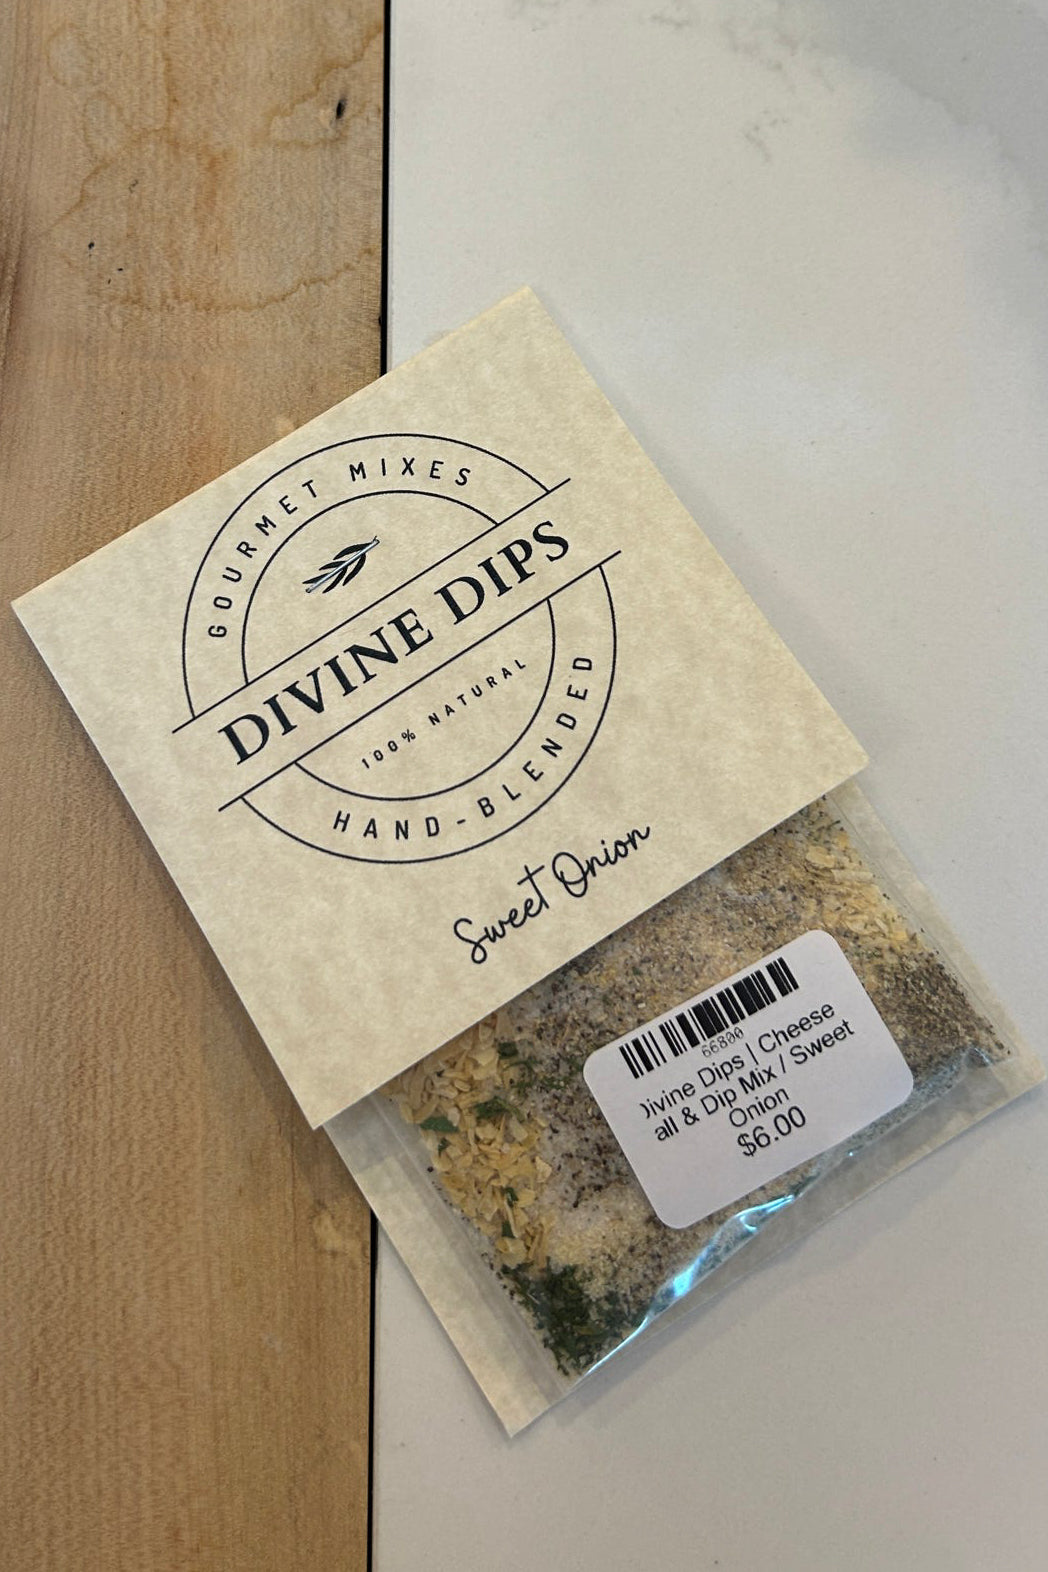 GOURMET MIXES
DIVINE DIPS
100% NATURAL
HAND-BLENDED
Sweet Onion
66800
Divine Dips | Cheese
all & Dip Mix / Sweet
Onion
$6.00